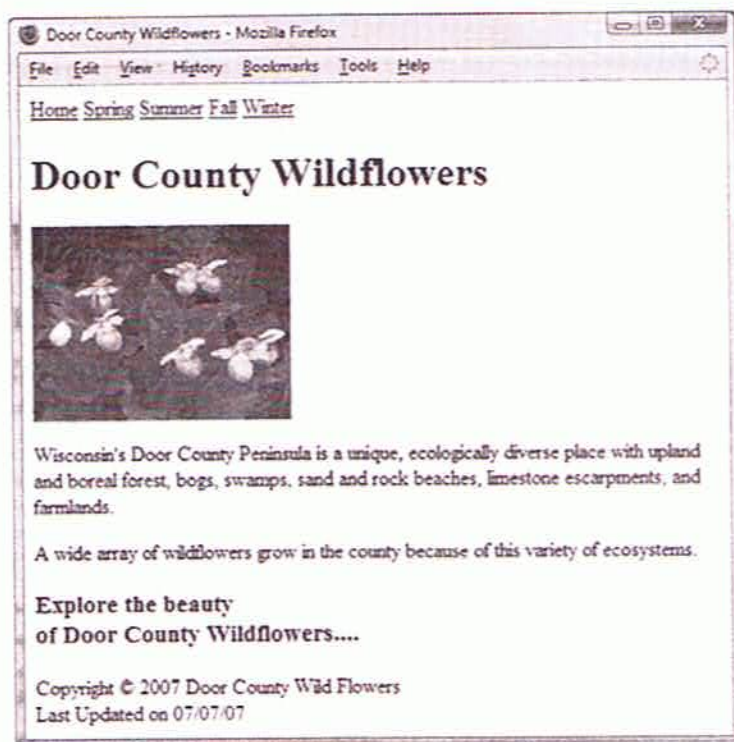 Door County Wildflowers - Mozilla Firefox
File Edit View History Bookmarks Tools Help
Home Spring Summer Fall Winter
Door County Wildflowers
Wisconsin's Door County Peninsula is a unique, ecologically diverse place with upland
and boreal forest, bogs, swamps, sand and rock beaches, limestone escarpments, and
farmlands.
A wide array of wildflowers grow in the county because of this variety of ecosystems.
Explore the beauty
of Door County Wildflowers....
Copyright © 2007 Door County Wild Flowers
Last Updated on 07/07/07